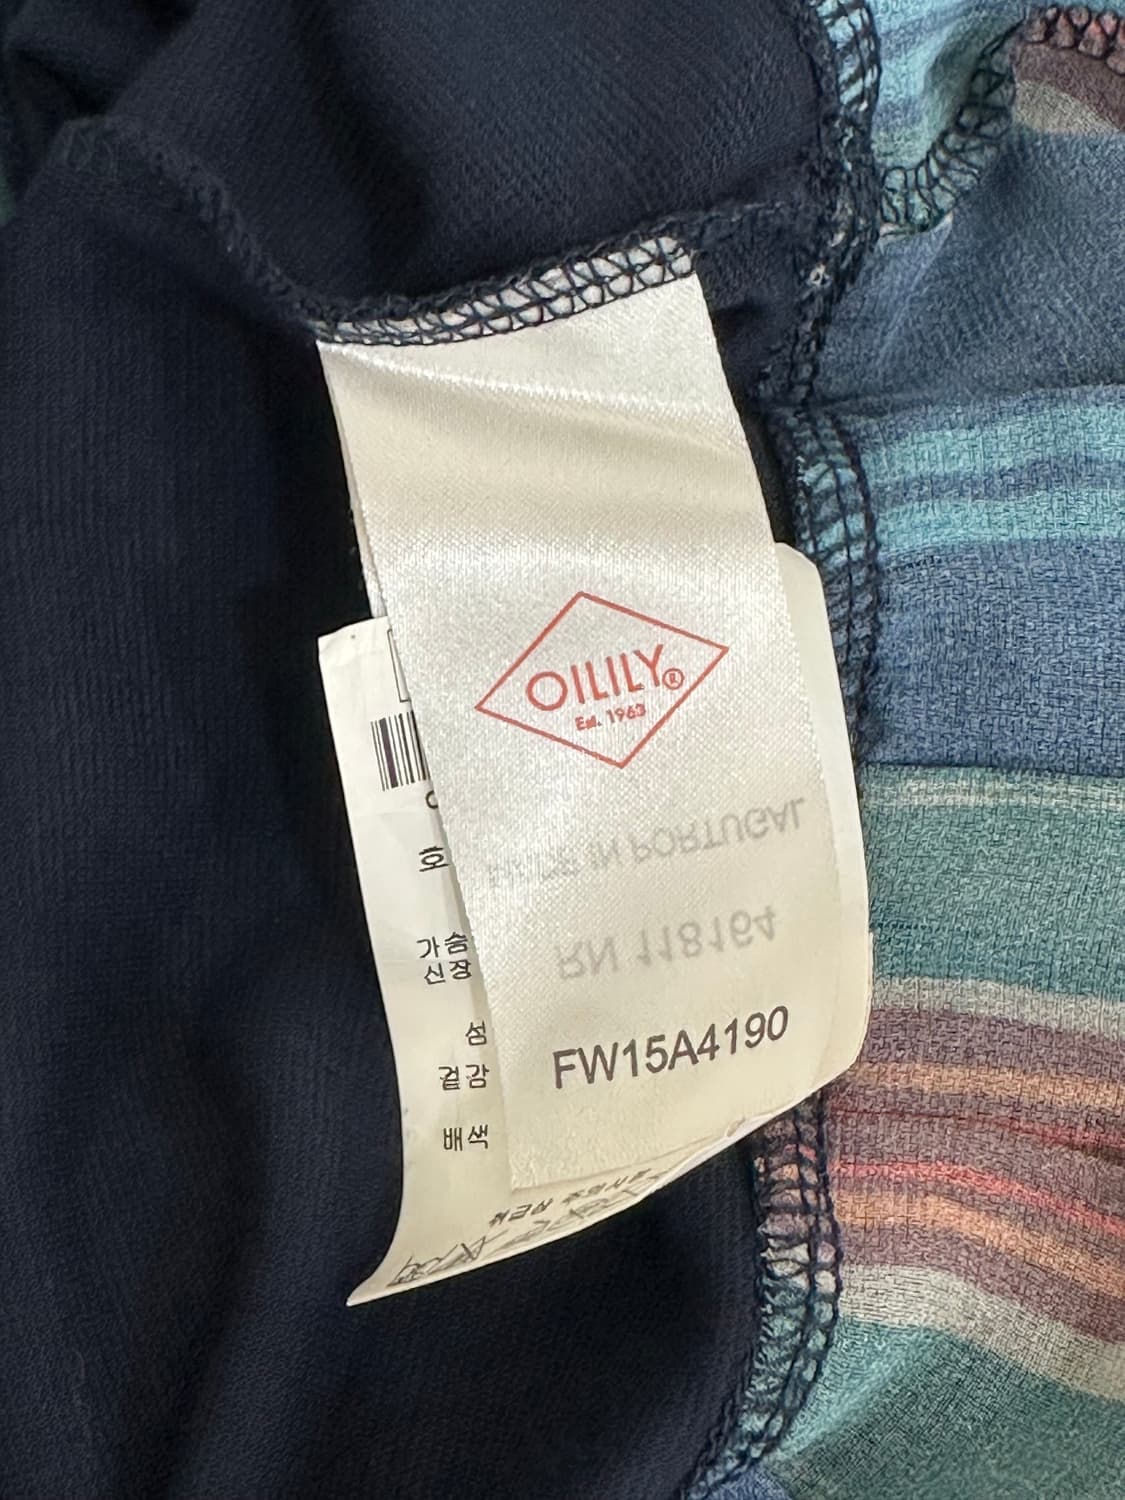 OILILY®
Est. 1963
MADE IN PORTUGAL
RN 118164
FW15A4190
호
가슴
신장
섬
겉감
배색